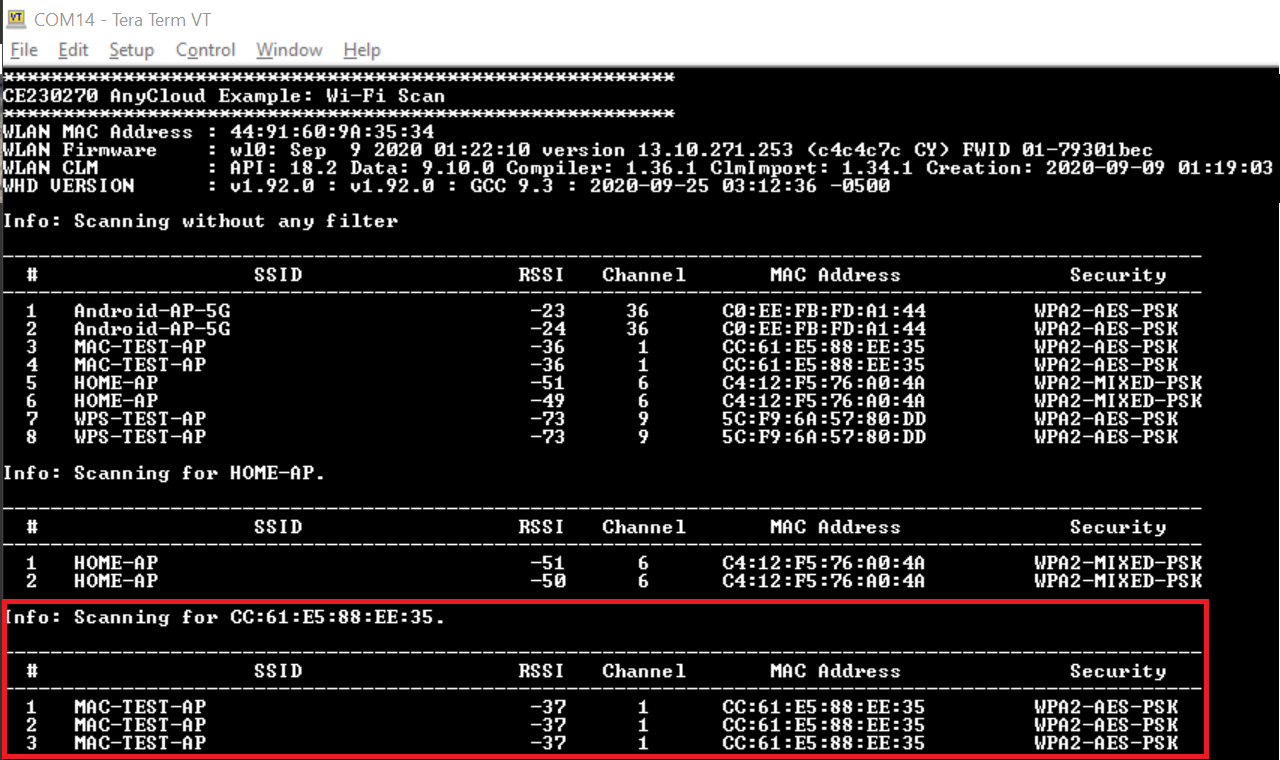 COM14 - Tera Term VT
File Edit Setup Control Window Help
********************************************************
CE230270 AnyCloud Example: Wi-Fi Scan
********************************************************
WLAN MAC Address : 44:91:60:9A:35:34
WLAN Firmware : wl0: Sep 9 2020 01:22:10 version 13.10.271.253 (c4c4c7c CY) FWID 01-79301bec
WLAN CLM : API: 18.2 Data: 9.10.0 Compiler: 1.36.1 ClmImport: 1.34.1 Creation: 2020-09-09 01:19:03
WHD VERSION : v1.92.0 : v1.92.0 : GCC 9.3 : 2020-09-25 03:12:36 -0500
Info: Scanning without any filter
----------------------------------------------------------------------------------------------------
# SSID RSSI Channel MAC Address Security
----------------------------------------------------------------------------------------------------
1 Android-AP-5G -23 36 C0:EE:FB:FD:A1:44 WPA2-AES-PSK
2 Android-AP-5G -24 36 C0:EE:FB:FD:A1:44 WPA2-AES-PSK
3 MAC-TEST-AP -36 1 CC:61:E5:88:EE:35 WPA2-AES-PSK
4 MAC-TEST-AP -36 1 CC:61:E5:88:EE:35 WPA2-AES-PSK
5 HOME-AP -51 6 C4:12:F5:76:A0:4A WPA2-MIXED-PSK
6 HOME-AP -49 6 C4:12:F5:76:A0:4A WPA2-MIXED-PSK
7 WPS-TEST-AP -73 9 5C:F9:6A:57:80:DD WPA2-AES-PSK
8 WPS-TEST-AP -73 9 5C:F9:6A:57:80:DD WPA2-AES-PSK
Info: Scanning for HOME-AP.
----------------------------------------------------------------------------------------------------
# SSID RSSI Channel MAC Address Security
----------------------------------------------------------------------------------------------------
1 HOME-AP -51 6 C4:12:F5:76:A0:4A WPA2-MIXED-PSK
2 HOME-AP -50 6 C4:12:F5:76:A0:4A WPA2-MIXED-PSK
Info: Scanning for CC:61:E5:88:EE:35.
----------------------------------------------------------------------------------------------------
# SSID RSSI Channel MAC Address Security
----------------------------------------------------------------------------------------------------
1 MAC-TEST-AP -37 1 CC:61:E5:88:EE:35 WPA2-AES-PSK
2 MAC-TEST-AP -37 1 CC:61:E5:88:EE:35 WPA2-AES-PSK
3 MAC-TEST-AP -37 1 CC:61:E5:88:EE:35 WPA2-AES-PSK